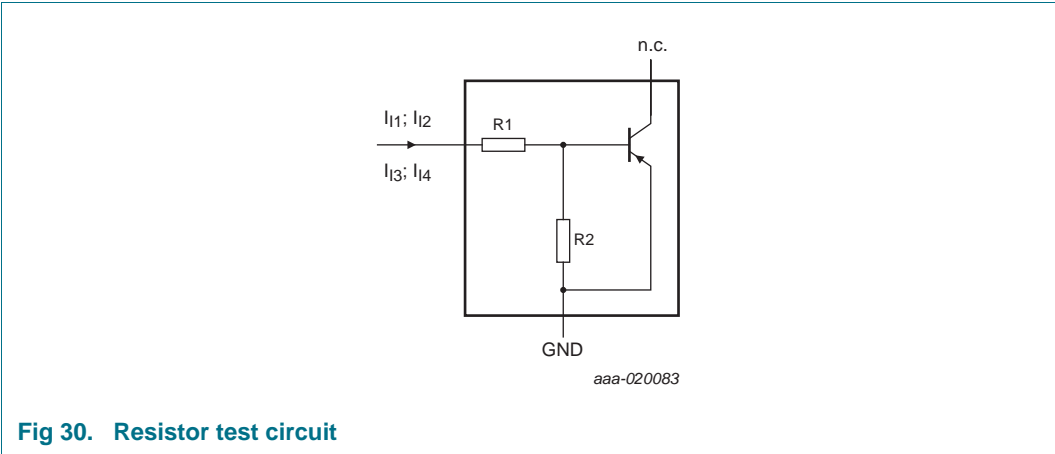 n.c.
I_I1; I_I2
R1
I_I3; I_I4
R2
GND
aaa-020083
Fig 30. Resistor test circuit